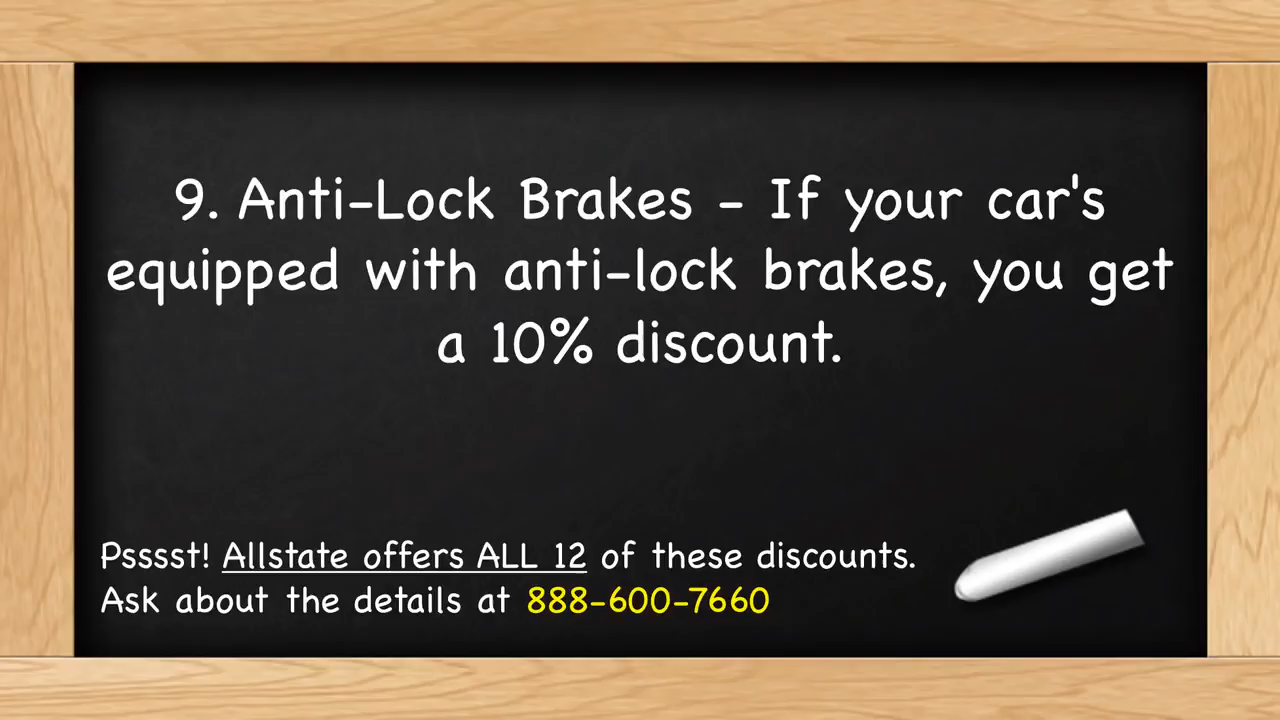 9. Anti-Lock Brakes - If your car's
equipped with anti-lock brakes, you get
a 10% discount.
Psssst! Allstate offers ALL 12 of these discounts.
Ask about the details at 888-600-7660